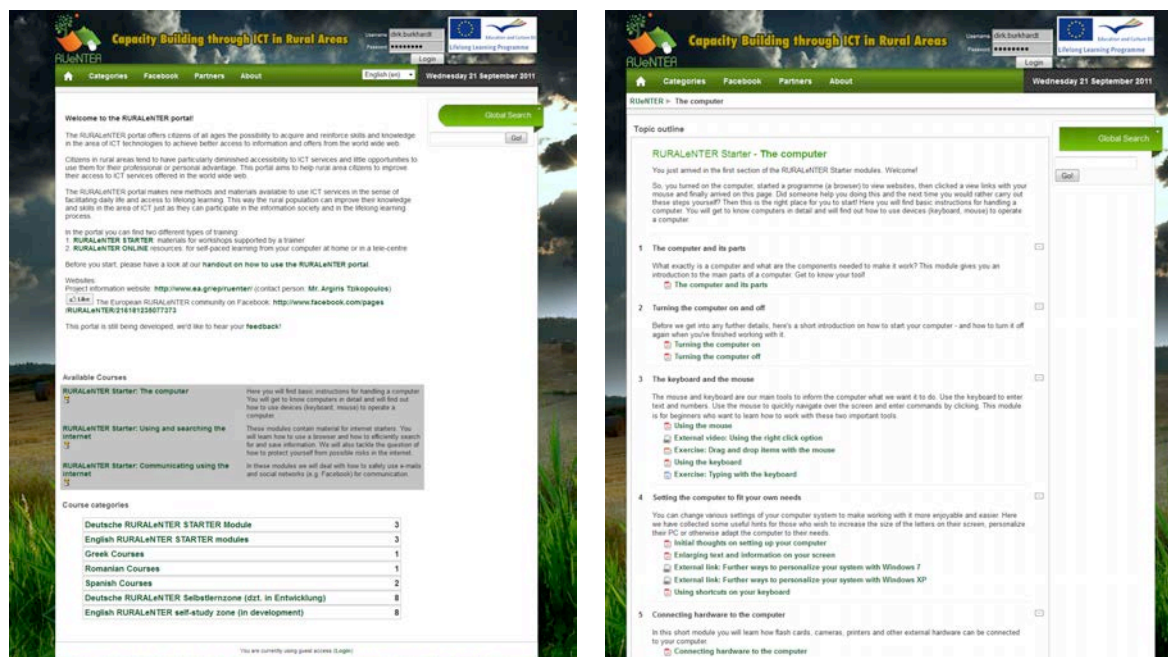 RUeNTER
Capacity Building through ICT in Rural Areas
Username dirk.burkhardt
Password ●●●●●●●●
Login
Education and Culture DG
Lifelong Learning Programme
Categories Facebook Partners About
English (en)
Wednesday 21 September 2011
Global Search
Go!
Welcome to the RURALeNTER portal!
The RURALeNTER portal offers citizens of all ages the possibility to acquire and reinforce skills and knowledge
in the area of ICT technologies to achieve better access to information and offers from the world wide web.
Citizens in rural areas tend to have particularly diminished accessibility to ICT services and little opportunities to
use them for their professional or personal advantage. This portal aims to help rural area citizens to improve
their access to ICT services offered in the world wide web.
The RURALeNTER portal makes new methods and materials available to use ICT services in the sense of
facilitating daily life and access to lifelong learning. This way the rural population can improve their knowledge
and skills in the area of ICT just as they can participate in the information society and in the lifelong learning
process.
In the portal you can find two different types of training:
1. RURALeNTER STARTER: materials for workshops supported by a trainer
2. RURALeNTER ONLINE resources: for self-paced learning from your computer at home or in a tele-centre
Before you start, please have a look at our handout on how to use the RURALeNTER portal.
Websites:
Project information website: http://www.ea.gr/ep/ruenter/ (contact person: Mr. Argiris Tzikopoulos)
Like The European RURALeNTER community on Facebook: http://www.facebook.com/pages
/RURALeNTER/216181235077373
This portal is still being developed, we'd like to hear your feedback!
Available Courses
RURALeNTER Starter: The computer
Here you will find basic instructions for handling a computer.
You will get to know computers in detail and will find out
how to use devices (keyboard, mouse) to operate a
computer.
RURALeNTER Starter: Using and searching the
internet
These modules contain material for internet starters. You
will learn how to use a browser and how to efficiently search
for and save information. We will also tackle the question of
how to protect yourself from possible risks in the internet.
RURALeNTER Starter: Communicating using the
internet
In these modules we will deal with how to safely use e-mails
and social networks (e.g. Facebook) for communication.
Course categories
Deutsche RURALeNTER STARTER Module 3
English RURALeNTER STARTER modules 3
Greek Courses 1
Romanian Courses 1
Spanish Courses 2
Deutsche RURALeNTER Selbstlernzone (dzt. in Entwicklung) 8
English RURALeNTER self-study zone (in development) 8
You are currently using guest access (Login)
RUeNTER
Capacity Building through ICT in Rural Areas
Username dirk.burkhardt
Password ●●●●●●●●
Login
Education and Culture DG
Lifelong Learning Programme
Categories Facebook Partners About
Wednesday 21 September 2011
RUeNTER ► The computer
Global Search
Go!
Topic outline
RURALeNTER Starter - The computer
You just arrived in the first section of the RURALeNTER Starter modules. Welcome!
So, you turned on the computer, started a programme (a browser) to view websites, then clicked a view links with your
mouse and finally arrived on this page. Did someone help you doing this and the next time you would rather carry out
these steps yourself? Then this is the right place for you to start! Here you will find basic instructions for handling a
computer. You will get to know computers in detail and will find out how to use devices (keyboard, mouse) to operate
a computer.
1 The computer and its parts
What exactly is a computer and what are the components needed to make it work? This module gives you an
introduction to the main parts of a computer. Get to know your tool!
The computer and its parts
2 Turning the computer on and off
Before we get into any further details, here's a short introduction on how to start your computer - and how to turn it off
again when you've finished working with it.
Turning the computer on
Turning the computer off
3 The keyboard and the mouse
The mouse and keyboard are our main tools to inform the computer what we want it to do. Use the keyboard to enter
text and numbers. Use the mouse to quickly navigate over the screen and enter commands by clicking. This module
is for beginners who want to learn how to work with these two important tools.
Using the mouse
External video: Using the right click option
Exercise: Drag and drop items with the mouse
Using the keyboard
Exercise: Typing with the keyboard
4 Setting the computer to fit your own needs
You can change various settings of your computer system to make working with it more enjoyable and easier. Here
we have collected some useful hints for those who wish to increase the size of the letters on their screen, personalize
their PC or otherwise adapt the computer to their needs.
Initial thoughts on setting up your computer
Enlarging text and information on your screen
External link: Further ways to personalize your system with Windows 7
External link: Further ways to personalize your system with Windows XP
Using shortcuts on your keyboard
5 Connecting hardware to the computer
In this short module you will learn how flash cards, cameras, printers and other external hardware can be connected
to your computer.
Connecting hardware to the computer